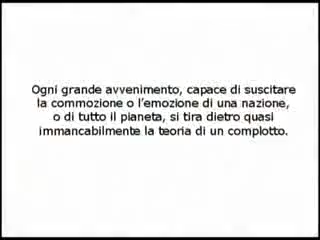 Ogni grande avvenimento, capace di suscitare
la commozione o l'emozione di una nazione,
o di tutto il pianeta, si tira dietro quasi
immancabilmente la teoria di un complotto.